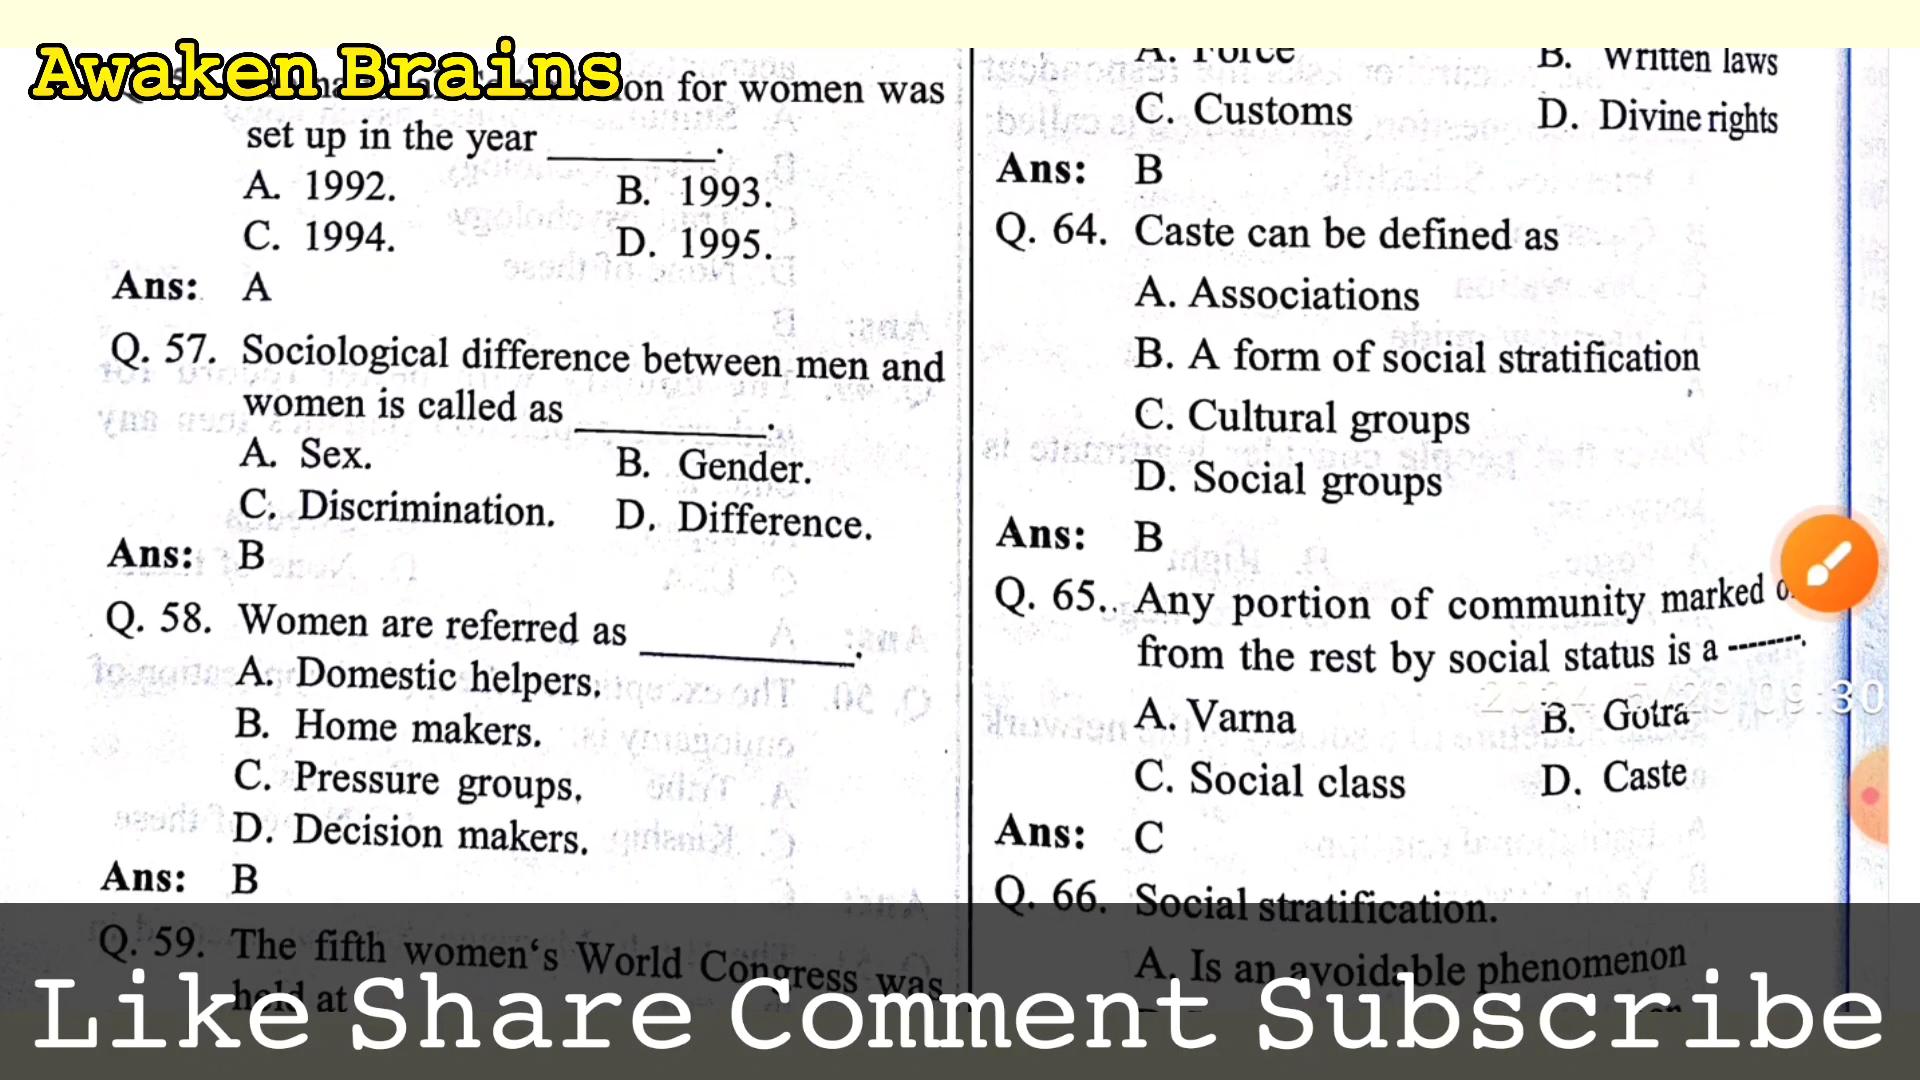 Awaken Brains
on for women was
set up in the year ________.
A. 1992.
B. 1993.
C. 1994.
D. 1995.
Ans: A
Q. 57. Sociological difference between men and
women is called as _________.
A. Sex.
B. Gender.
C. Discrimination.
D. Difference.
Ans: B
Q. 58. Women are referred as __________.
A. Domestic helpers.
B. Home makers.
C. Pressure groups.
D. Decision makers.
Ans: B
Q. 59. The fifth women‘s World Congress was
held at
A. Force
B. Written laws
C. Customs
D. Divine rights
Ans: B
Q. 64. Caste can be defined as
A. Associations
B. A form of social stratification
C. Cultural groups
D. Social groups
Ans: B
Q. 65. Any portion of community marked
from the rest by social status is a --------.
A. Varna
B. Gotra
C. Social class
D. Caste
Ans: C
Q. 66. Social stratification.
A. Is an avoidable phenomenon
Like Share Comment Subscribe